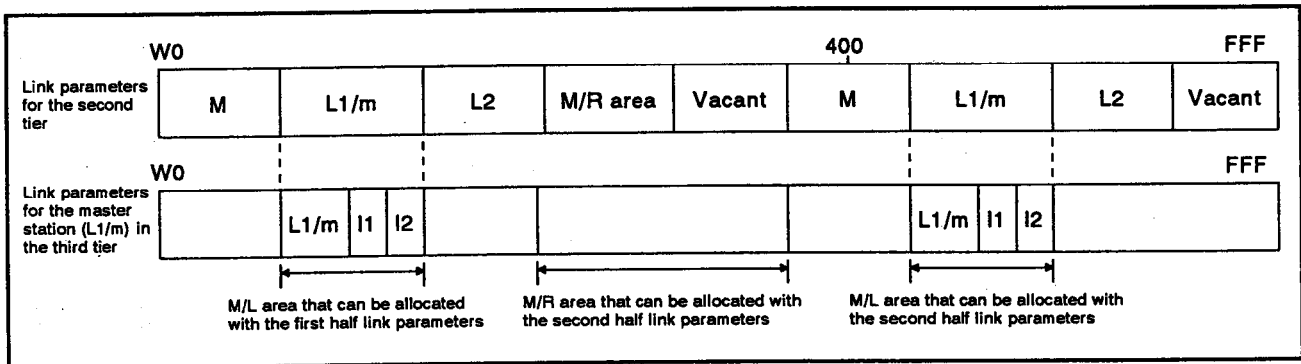 W0 400 FFF
Link parameters
for the second
tier
M L1/m L2 M/R area Vacant M L1/m L2 Vacant
W0 FFF
Link parameters
for the master
station (L1/m) in
the third tier
L1/m l1 l2 L1/m l1 l2
M/L area that can be allocated
with the first half link parameters
M/R area that can be allocated with
the second half link parameters
M/L area that can be allocated with
the second half link parameters